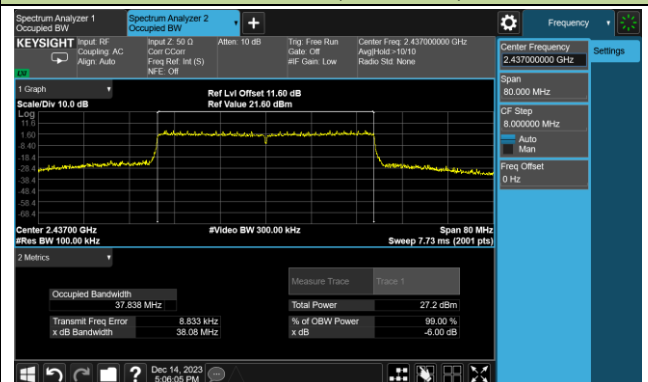 Spectrum Analyzer 1
Occupied BW
Spectrum Analyzer 2
Occupied BW
Frequency
KEYSIGHT
Input: RF
Coupling: AC
Align: Auto
Input Z: 50 Ω
Corr CCorr
Freq Ref: Int (S)
NFE: Off
Atten: 10 dB
Trig: Free Run
Gate: Off
#IF Gain: Low
Center Freq: 2.437000000 GHz
Avg|Hold:>10/10
Radio Std: None
Center Frequency
2.437000000 GHz
Settings
Span
80.000 MHz
CF Step
8.000000 MHz
Auto
Man
Freq Offset
0 Hz
1 Graph
Scale/Div 10.0 dB
Ref Lvl Offset 11.60 dB
Ref Value 21.60 dBm
Log
11.6
1.60
-8.40
-18.4
-28.4
-38.4
-48.4
-58.4
-68.4
Center 2.43700 GHz
#Res BW 100.00 kHz
#Video BW 300.00 kHz
Span 80 MHz
Sweep 7.73 ms (2001 pts)
2 Metrics
Measure Trace
Trace 1
Occupied Bandwidth
37.838 MHz
Total Power
27.2 dBm
Transmit Freq Error
8.833 kHz
% of OBW Power
99.00 %
x dB Bandwidth
38.08 MHz
x dB
-6.00 dB
Dec 14, 2023
5:06:05 PM